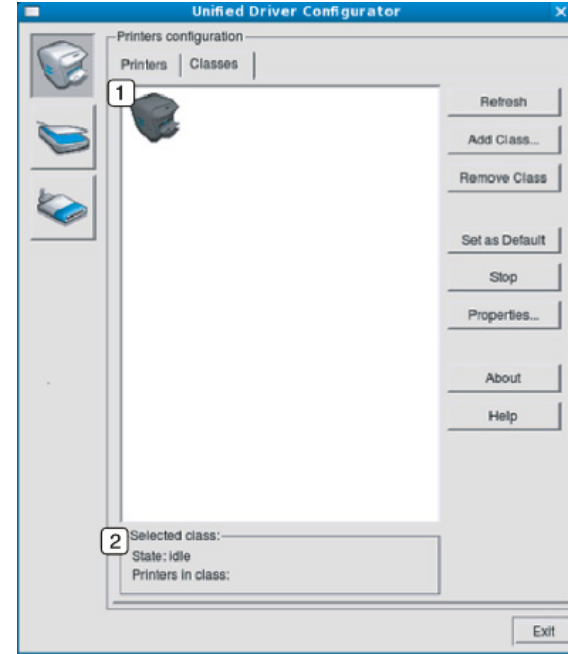 Unified Driver Configurator
Printers configuration
Printers Classes
1
Refresh
Add Class...
Remove Class
Set as Default
Stop
Properties...
About
Help
2
Selected class:
State: idle
Printers in class:
Exit